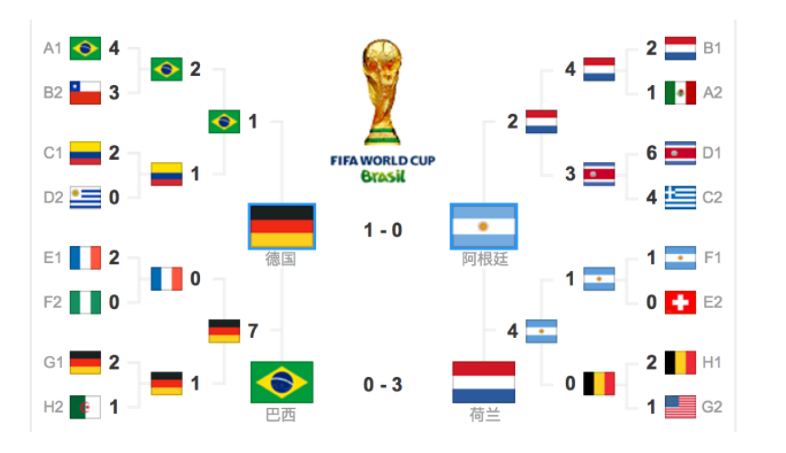 A1 4 2 B1
2 4
B2 3 1 A2
1 2
FIFA WORLD CUP
Brasil
C1 2 6 D1
1 3
D2 0 4 C2
1 - 0
德国 阿根廷
E1 2 1 F1
0 1
F2 0 0 E2
7 4
G1 2 2 H1
1 0 - 3 0
H2 1 1 G2
巴西 荷兰